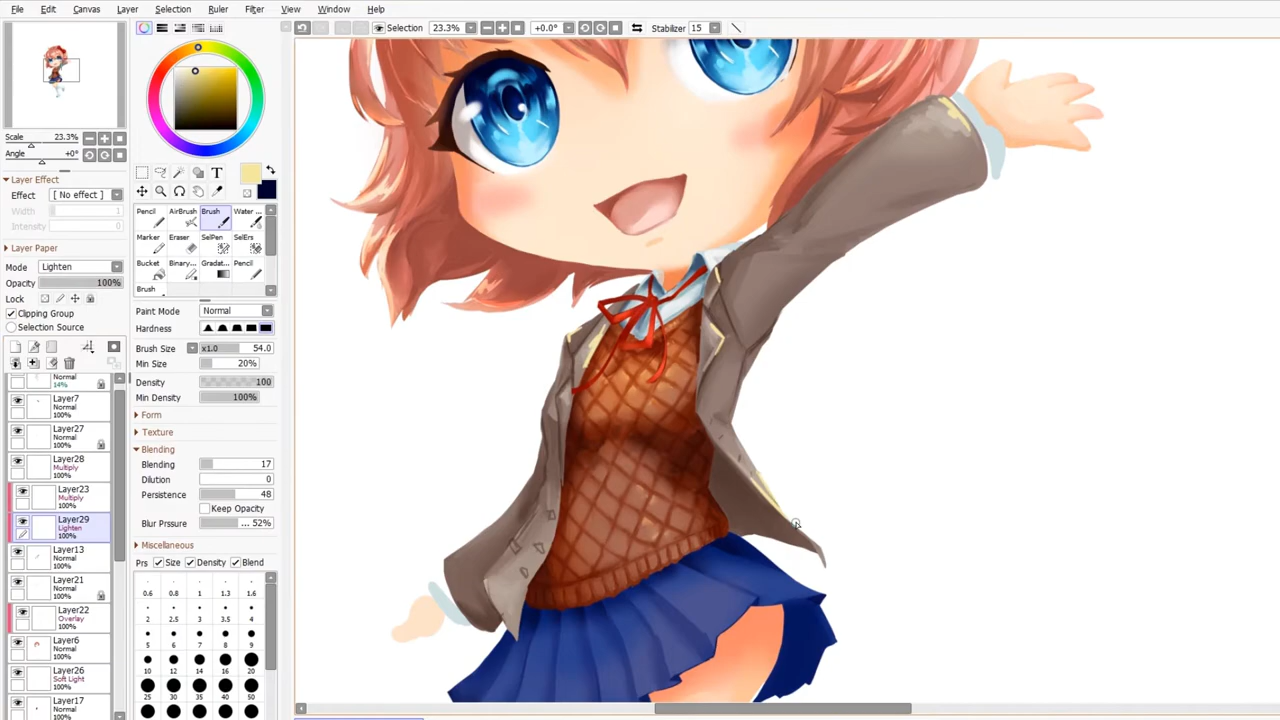 File Edit Canvas Layer Selection Ruler Filter View Window Help
Selection 23.3% +0.0° Stabilizer 15
Scale 23.3%
Angle +0°
Layer Effect
Effect [ No effect ]
Width 1
Intensity 0
Layer Paper
Mode Lighten
Opacity 100%
Lock
Clipping Group
Selection Source
Normal
14%
Layer7
Normal
100%
Layer27
Normal
100%
Layer28
Multiply
100%
Layer23
Multiply
100%
Layer29
Lighten
100%
Layer13
Normal
100%
Layer21
Normal
100%
Layer22
Overlay
100%
Layer6
Normal
100%
Layer26
Soft Light
100%
Layer17
Normal
100%
T
Pencil AirBrush Brush Water ...
Marker Eraser SelPen SelErs
Bucket Binary... Gradat... Pencil
Brush
Paint Mode Normal
Hardness
Brush Size x1.0 54.0
Min Size 20%
Density 100
Min Density 100%
Form
Texture
Blending
Blending 17
Dilution 0
Persistence 48
Keep Opacity
Blur Prssure ... 52%
Miscellaneous
Prs Size Density Blend
0.6 0.8 1 1.3 1.6
2 2.5 3 3.5 4
5 6 7 8 9
10 12 14 16 20
25 30 35 40 50